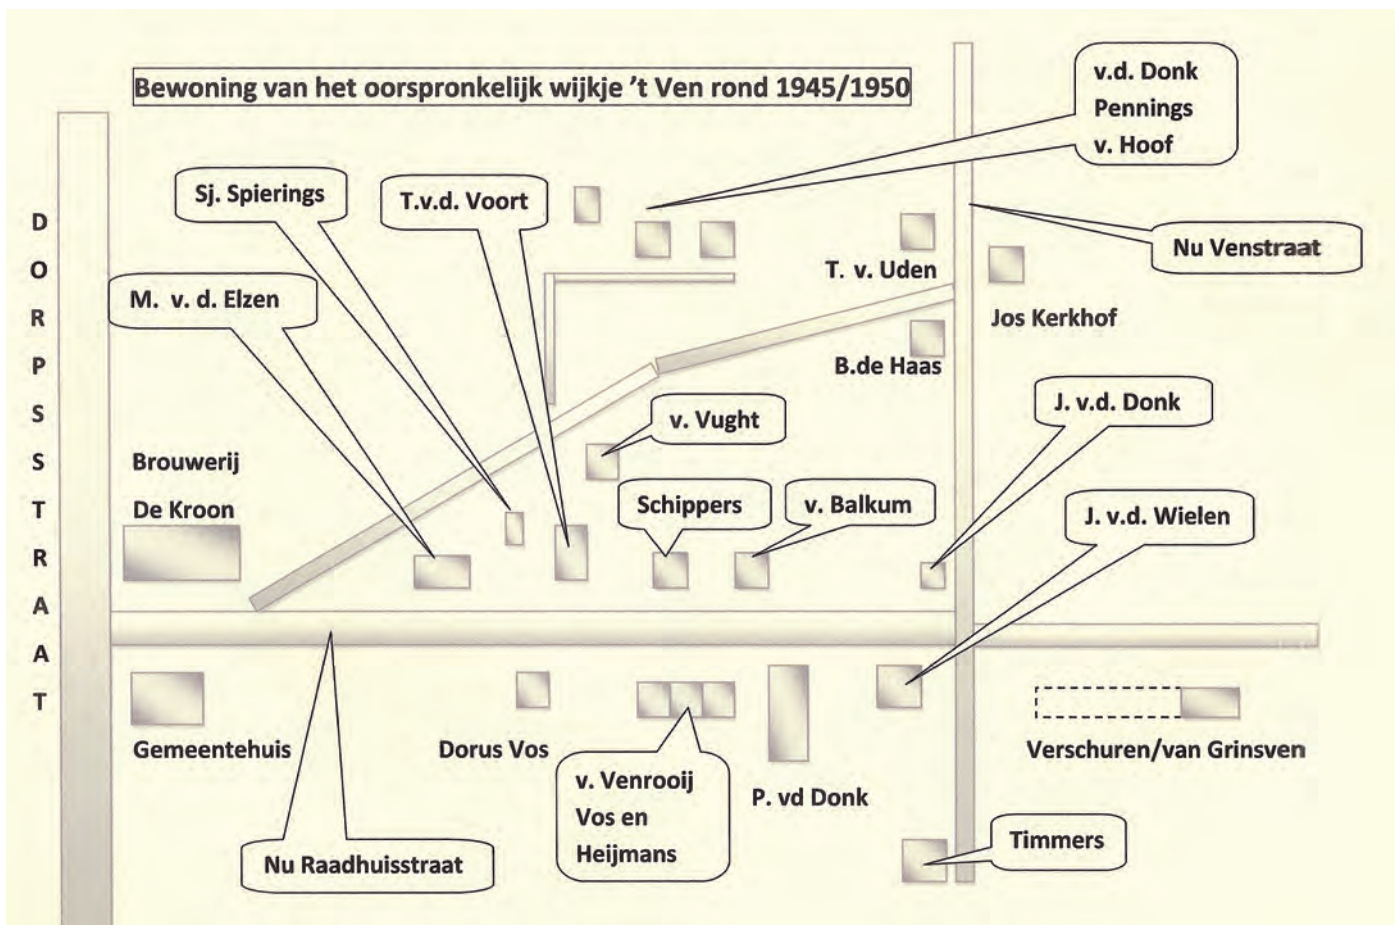 Bewoning van het oorspronkelijk wijkje 't Ven rond 1945/1950
v.d. Donk
Pennings
v. Hoof
Sj. Spierings
T.v.d. Voort
Nu Venstraat
T. v. Uden
M. v. d. Elzen
Jos Kerkhof
B.de Haas
J. v.d. Donk
v. Vught
Brouwerij
De Kroon
Schippers
v. Balkum
J. v.d. Wielen
DORPSSTRAAT
Gemeentehuis
Dorus Vos
Verschuren/van Grinsven
v. Venrooij
Vos en
Heijmans
P. vd Donk
Timmers
Nu Raadhuisstraat